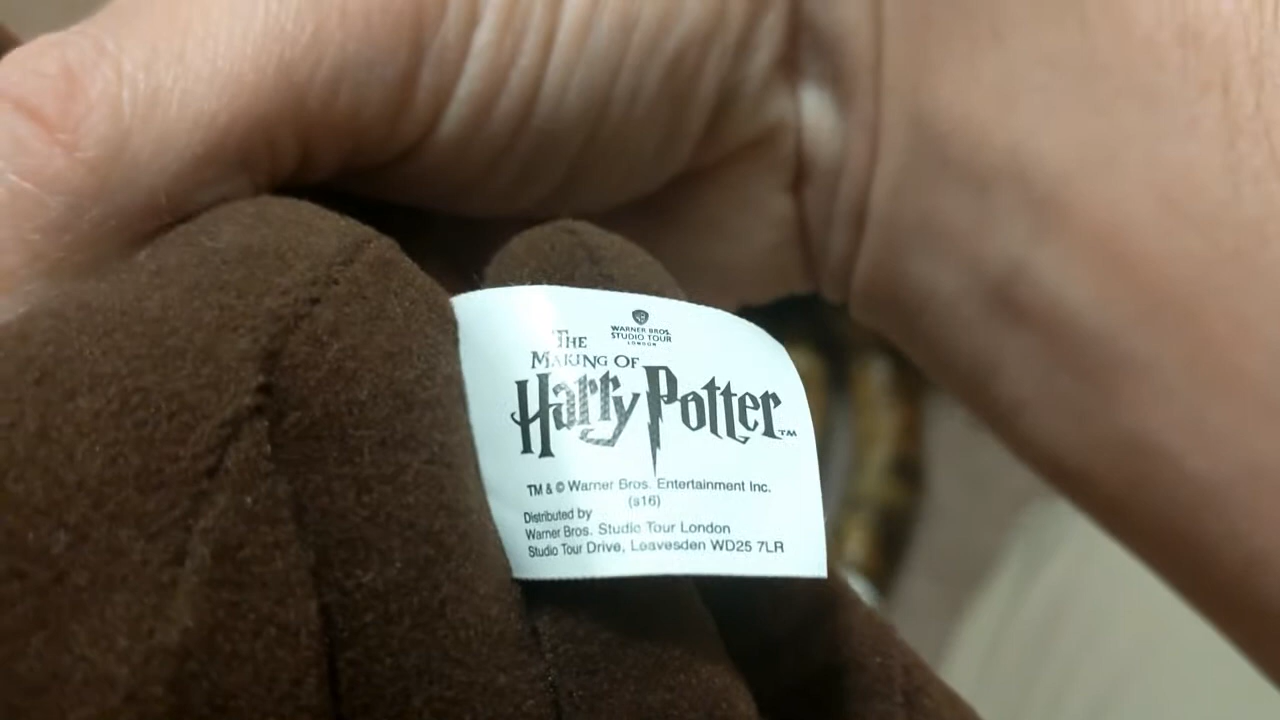 WARNER BROS.
STUDIO TOUR
LONDON
THE
MAKING OF
Harry Potter™
TM & © Warner Bros. Entertainment Inc.
(s16)
Distributed by
Warner Bros. Studio Tour London
Studio Tour Drive, Leavesden WD25 7LR